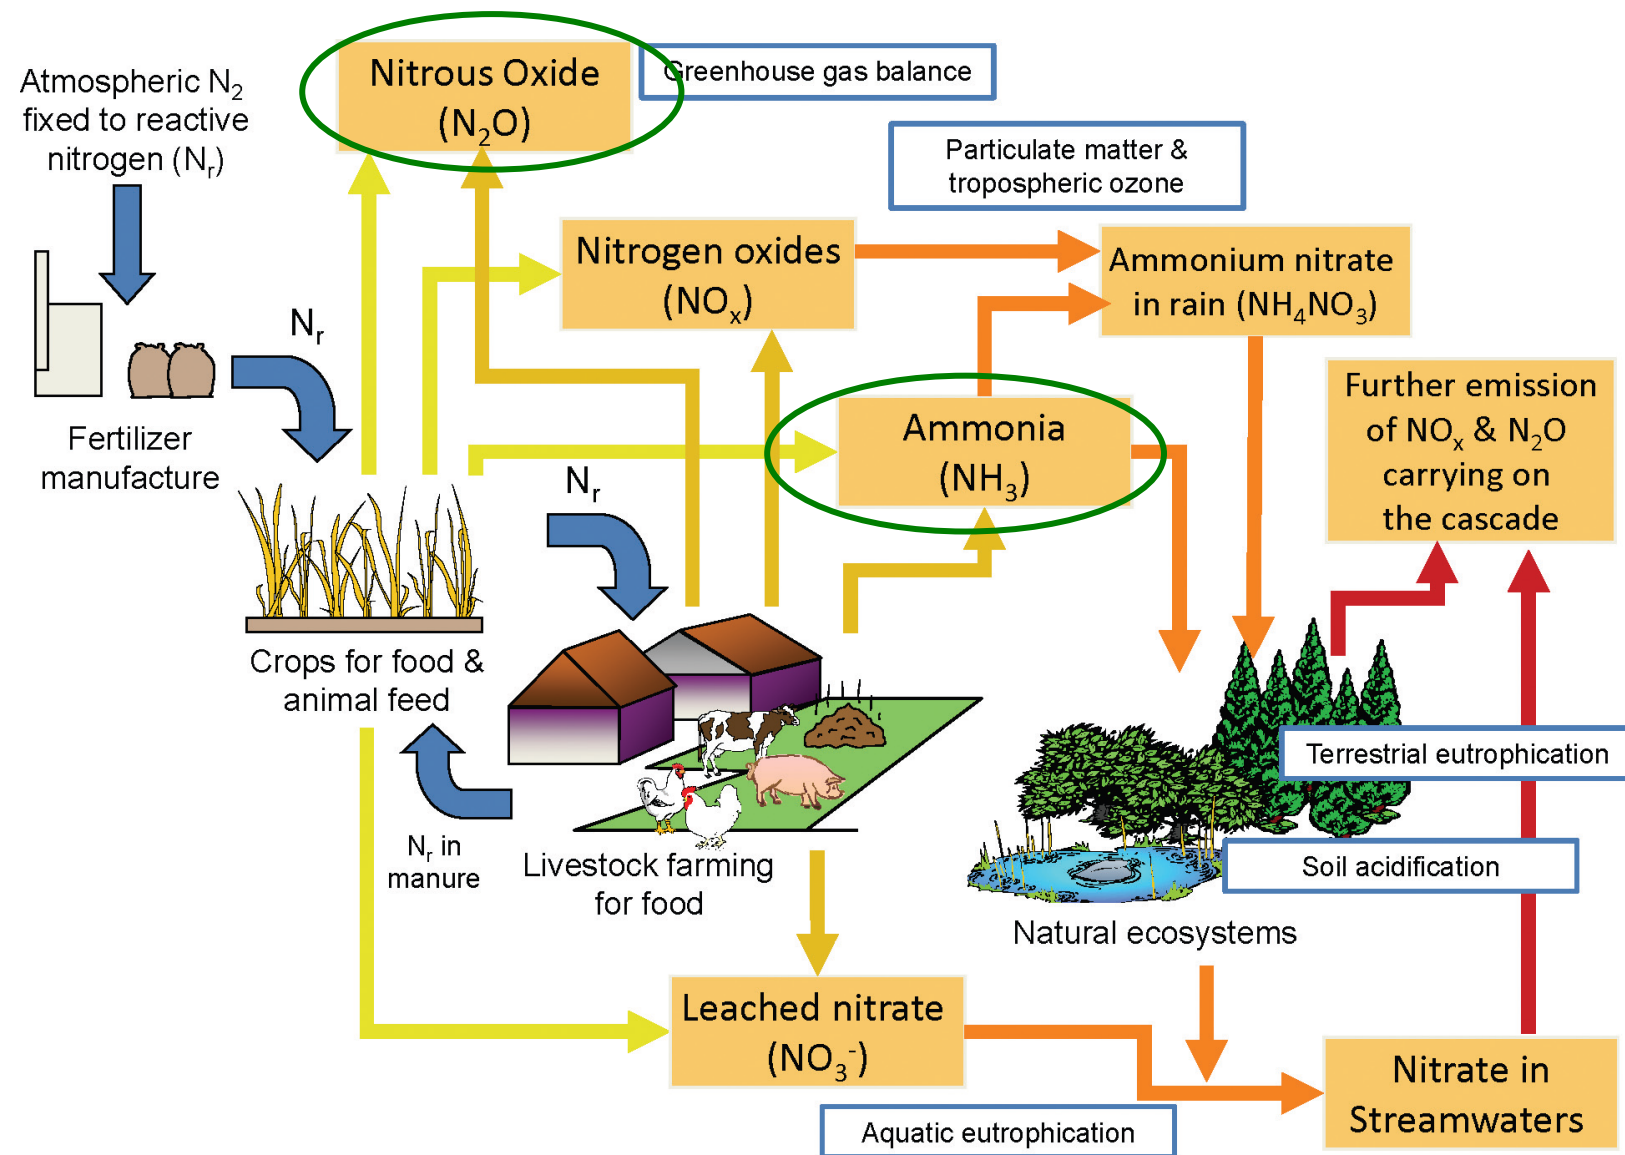 Atmospheric N₂
fixed to reactive
nitrogen (Nᵣ)
Nitrous Oxide
(N₂O)
Greenhouse gas balance
Particulate matter &
tropospheric ozone
Nitrogen oxides
(NOₓ)
Ammonium nitrate
in rain (NH₄NO₃)
Nᵣ
Fertilizer
manufacture
Ammonia
(NH₃)
Further emission
of NOₓ & N₂O
carrying on
the cascade
Nᵣ
Crops for food &
animal feed
Nᵣ in
manure
Livestock farming
for food
Terrestrial eutrophication
Soil acidification
Natural ecosystems
Leached nitrate
(NO₃⁻)
Aquatic eutrophication
Nitrate in
Streamwaters